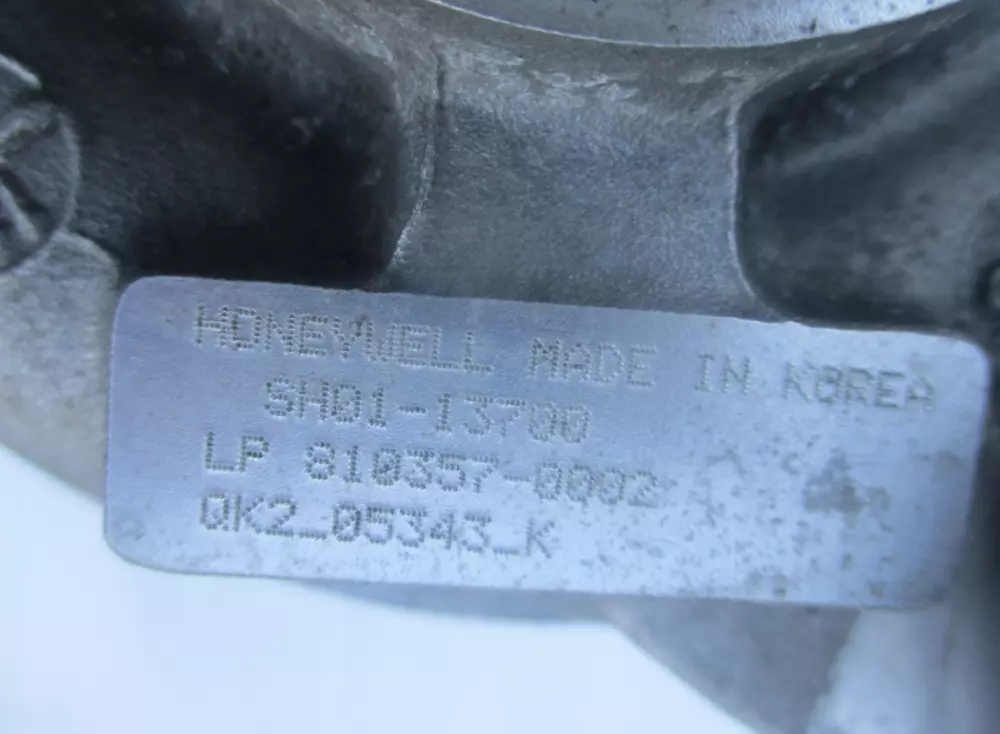 HONEYWELL MADE IN KOREA
SH01-13700
LP 810357-0002
QK2_05343_K